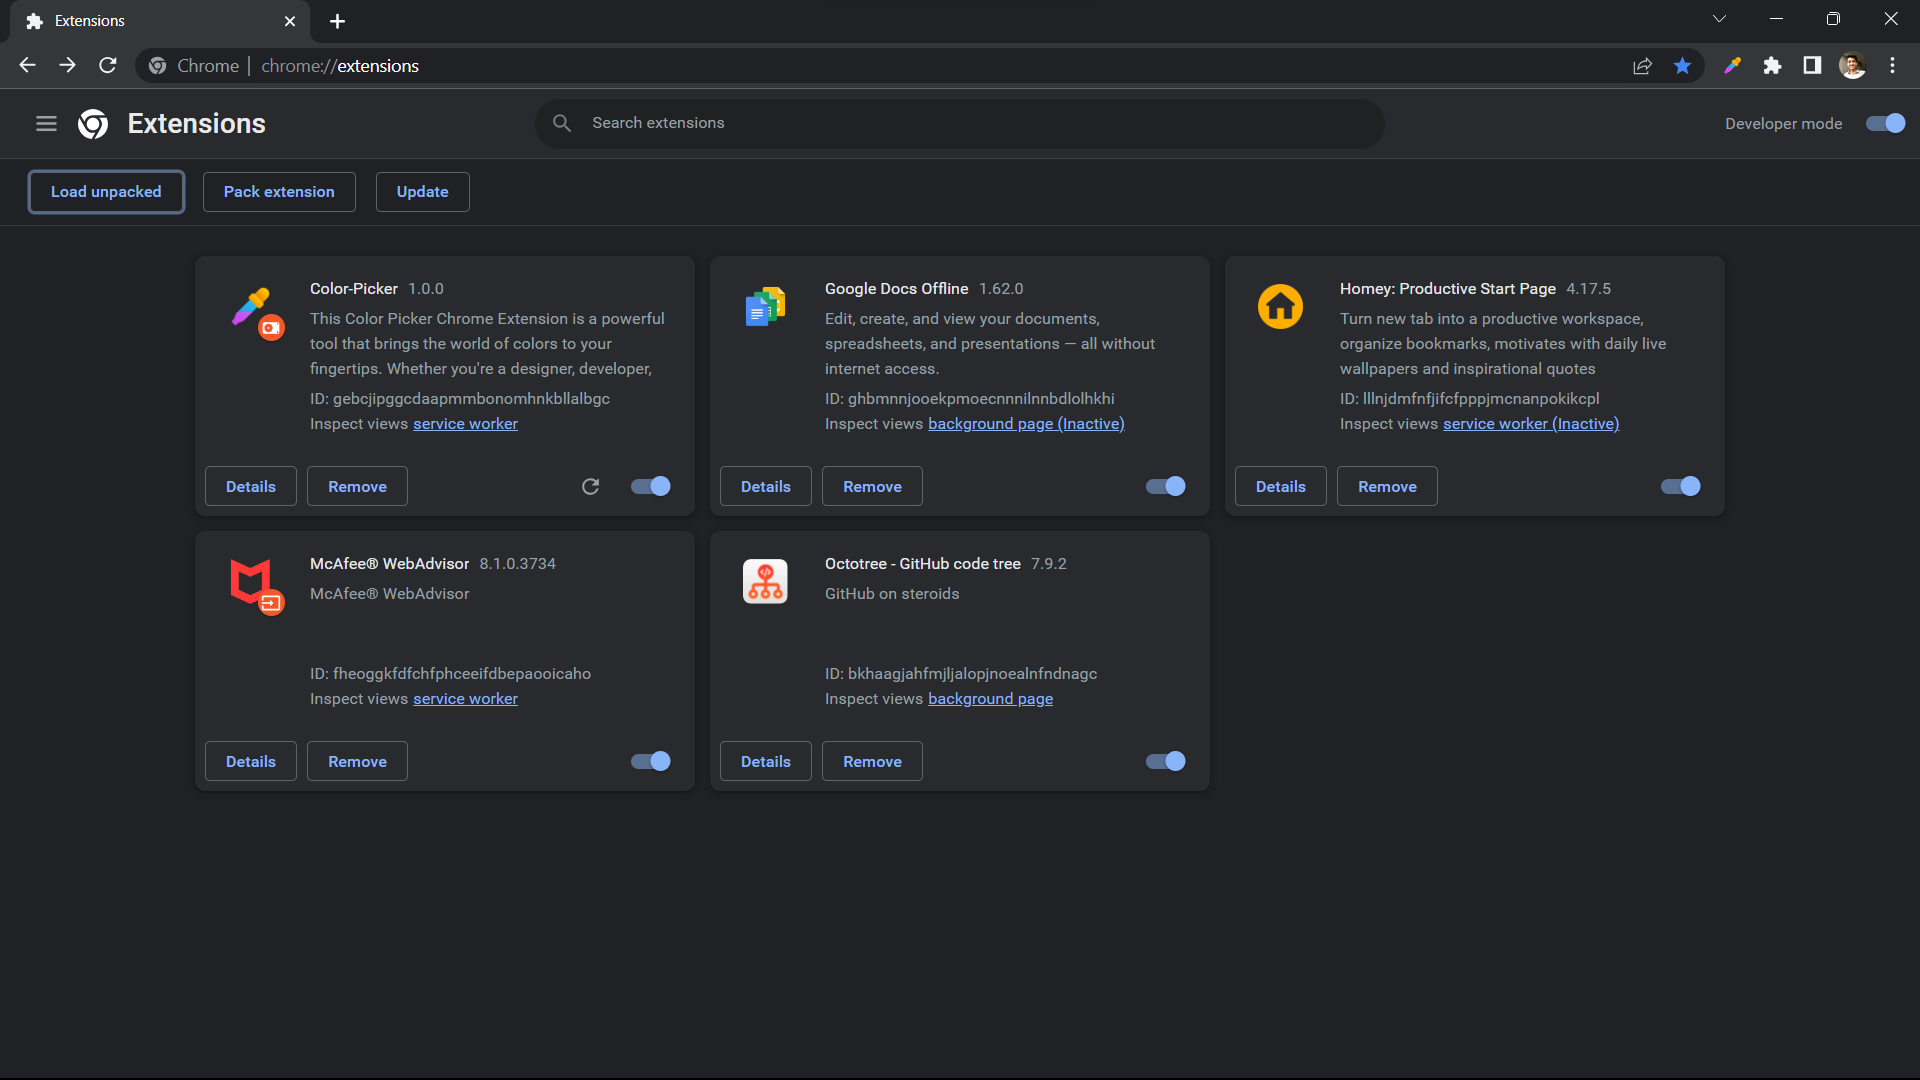 Extensions
Chrome | chrome://extensions
Extensions
Search extensions
Developer mode
Load unpacked
Pack extension
Update
Color-Picker 1.0.0
This Color Picker Chrome Extension is a powerful
tool that brings the world of colors to your
fingertips. Whether you're a designer, developer,
ID: gebcjipggcdaapmmbonomhnkbllalbgc
Inspect views service worker
Details
Remove
Google Docs Offline 1.62.0
Edit, create, and view your documents,
spreadsheets, and presentations — all without
internet access.
ID: ghbmnnjooekpmoecnnnilnnbdlolhkhi
Inspect views background page (Inactive)
Details
Remove
Homey: Productive Start Page 4.17.5
Turn new tab into a productive workspace,
organize bookmarks, motivates with daily live
wallpapers and inspirational quotes
ID: lllnjdmfnfjifcfpppjmcnanpokikcpl
Inspect views service worker (Inactive)
Details
Remove
McAfee® WebAdvisor 8.1.0.3734
McAfee® WebAdvisor
ID: fheoggkfdfchfphceeifdbepaooicaho
Inspect views service worker
Details
Remove
Octotree - GitHub code tree 7.9.2
GitHub on steroids
ID: bkhaagjahfmjljalopjnoealnfndnagc
Inspect views background page
Details
Remove